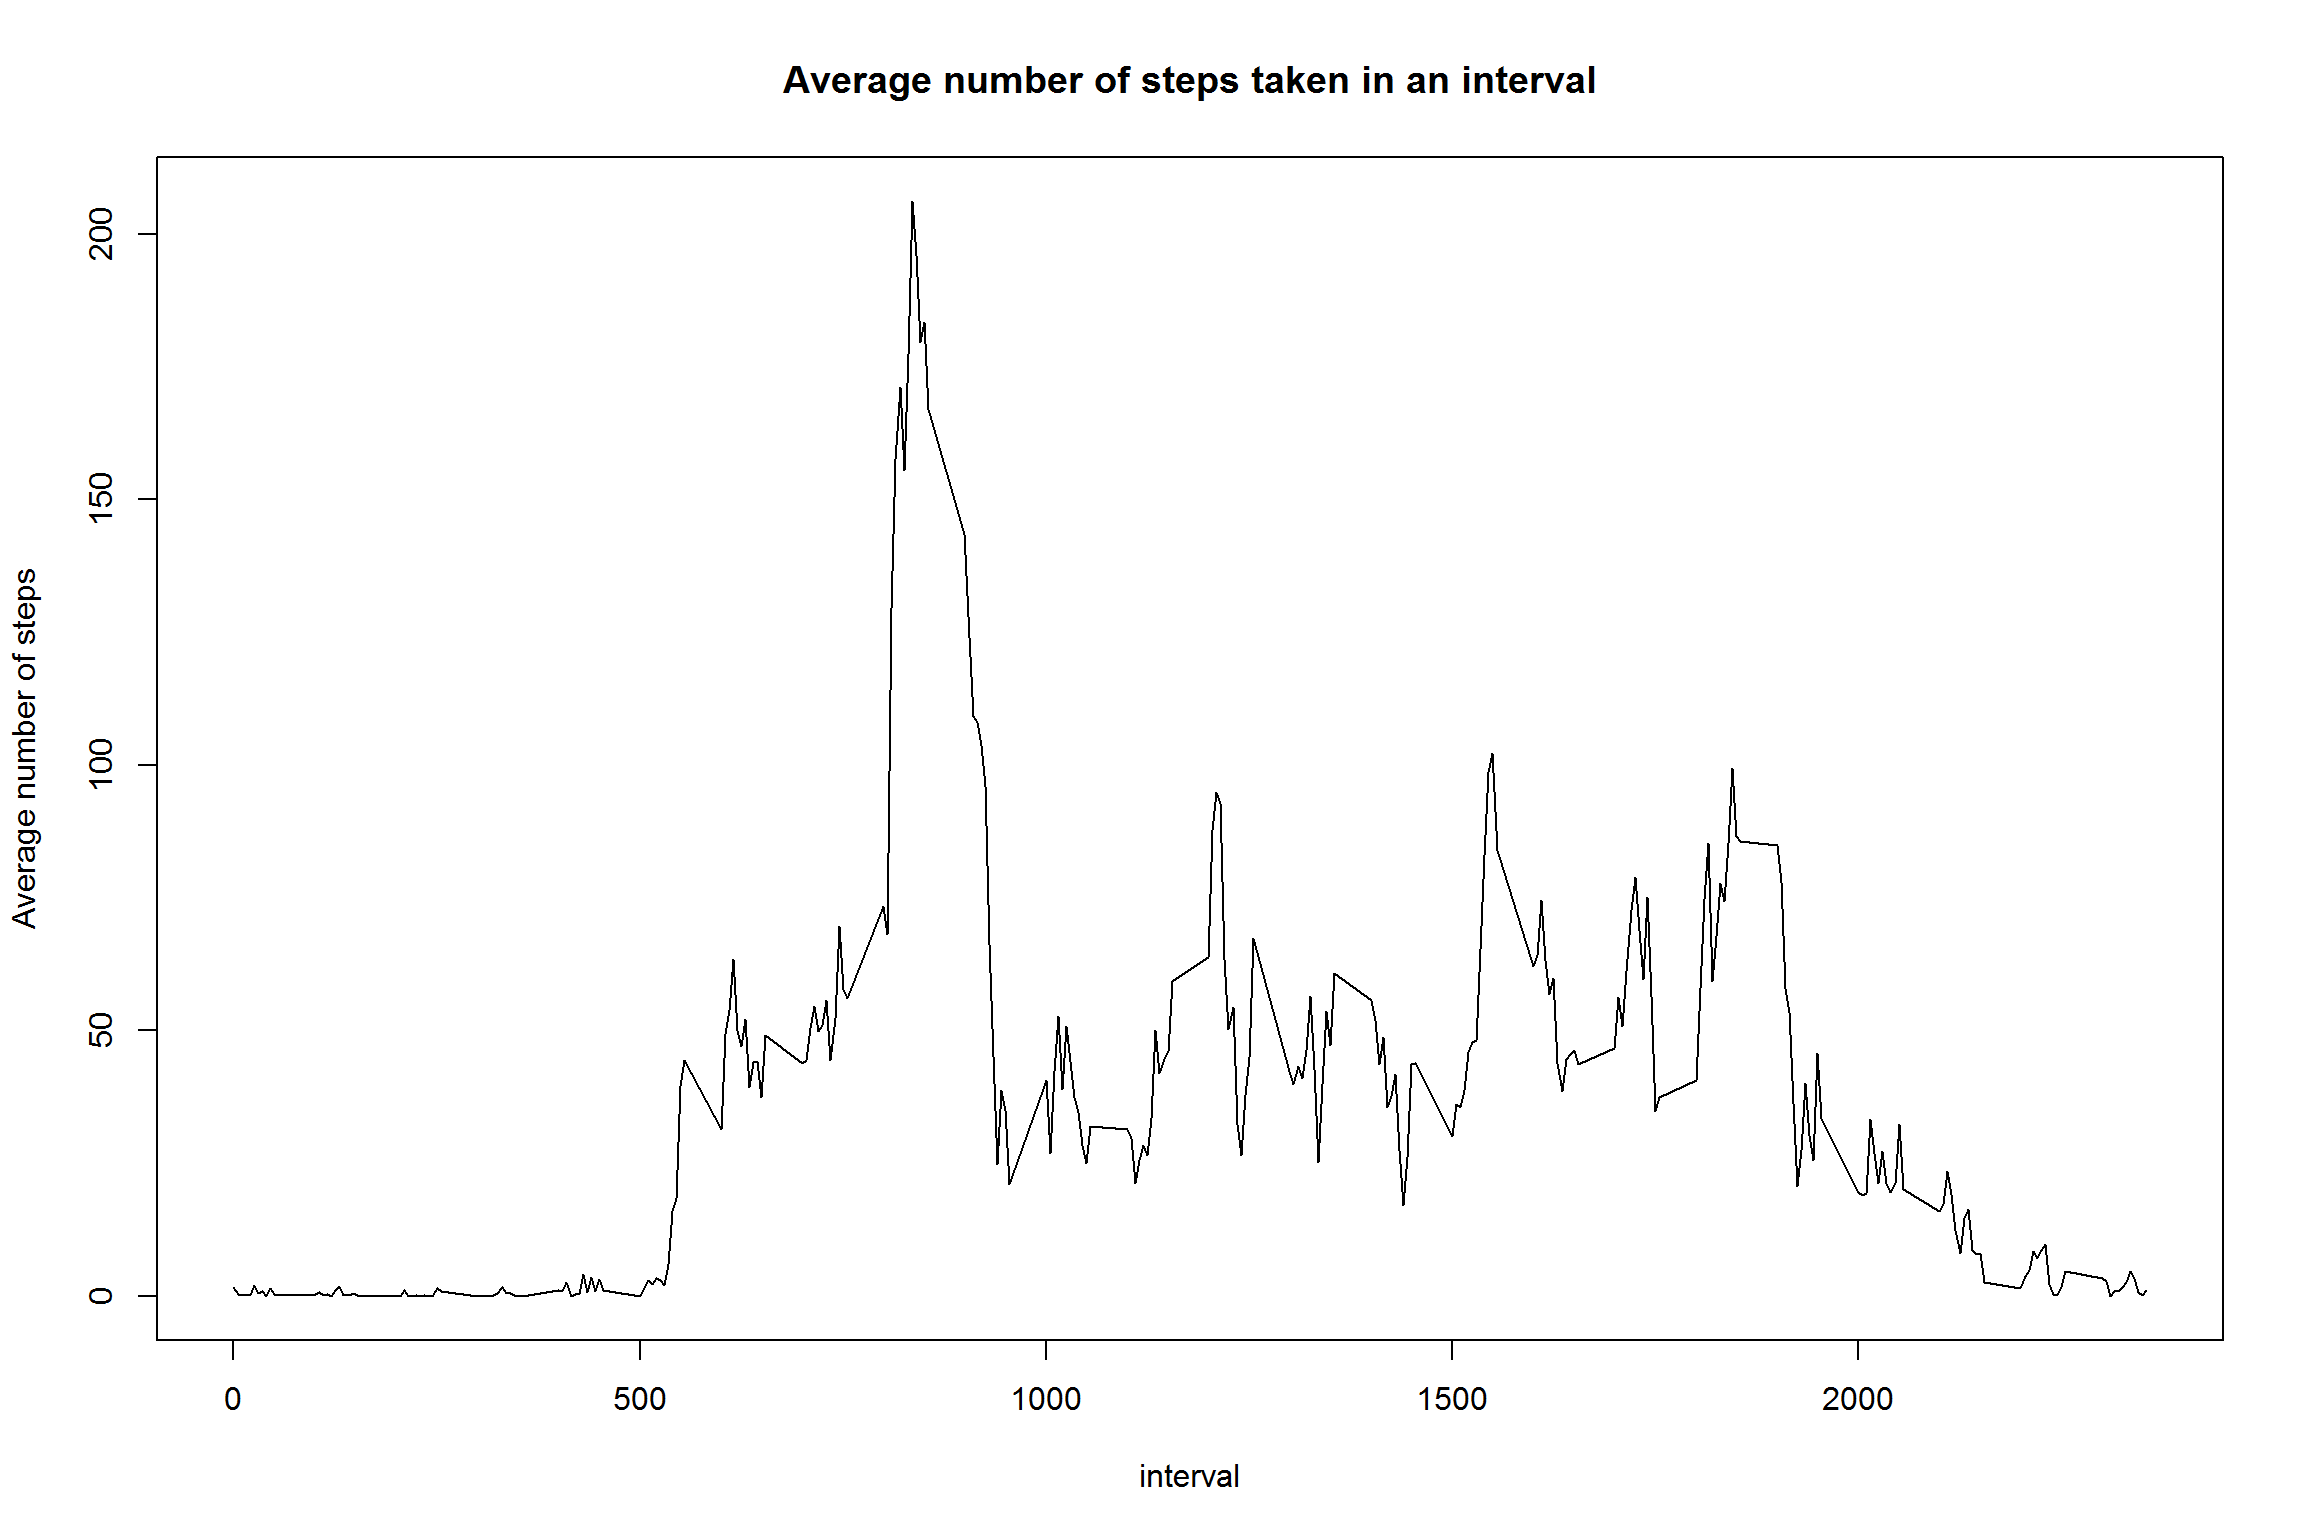 Average number of steps taken in an interval
Average number of steps
200
150
100
50
0
0 500 1000 1500 2000
interval